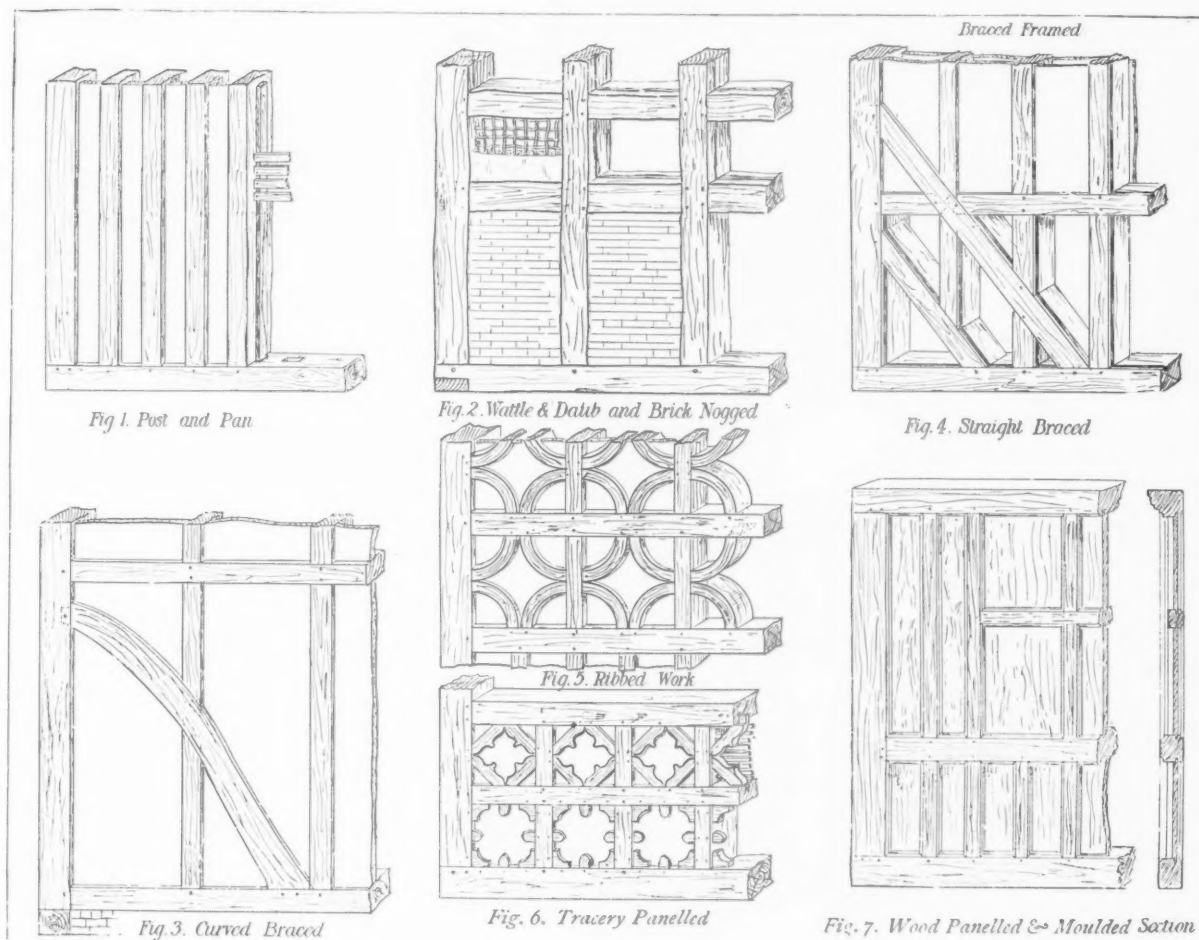 Braced Framed
Fig 1. Post and Pan
Fig. 2. Wattle & Daub and Brick Nogged
Fig. 4. Straight Braced
Fig. 5. Ribbed Work
Fig. 3. Curved Braced
Fig. 6. Tracery Panelled
Fig. 7. Wood Panelled & Moulded Section